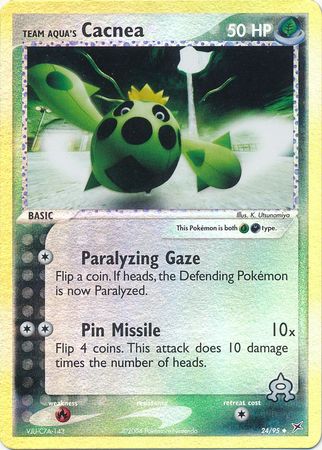 TEAM AQUA'S Cacnea 50 HP
BASIC
Illus. K. Utsunomiya
This Pokémon is both type.
Paralyzing Gaze
Flip a coin. If heads, the Defending Pokémon
is now Paralyzed.
Pin Missile 10x
Flip 4 coins. This attack does 10 damage
times the number of heads.
weakness resistance retreat cost
©2004 Pokémon/Nintendo 24/95